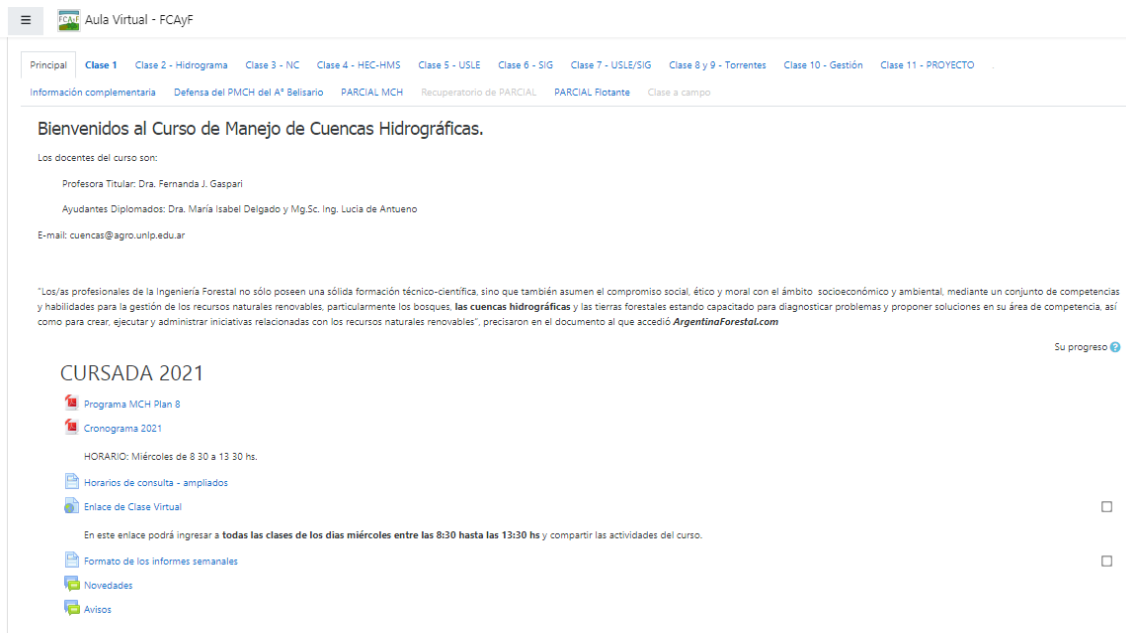 FCAyF Aula Virtual - FCAyF
Principal Clase 1 Clase 2 - Hidrograma Clase 3 - NC Clase 4 - HEC-HMS Clase 5 - USLE Clase 6 - SIG Clase 7 - USLE/SIG Clase 8 y 9 - Torrentes Clase 10 - Gestión Clase 11 - PROYECTO .
Información complementaria Defensa del PMCH del A° Belisario PARCIAL MCH Recuperatorio de PARCIAL PARCIAL Flotante Clase a campo
Bienvenidos al Curso de Manejo de Cuencas Hidrográficas.
Los docentes del curso son:
Profesora Titular: Dra. Fernanda J. Gaspari
Ayudantes Diplomados: Dra. María Isabel Delgado y Mg.Sc. Ing. Lucia de Antueno
E-mail: cuencas@agro.unlp.edu.ar
"Los/as profesionales de la Ingeniería Forestal no sólo poseen una sólida formación técnico-científica, sino que también asumen el compromiso social, ético y moral con el ámbito socioeconómico y ambiental, mediante un conjunto de competencias
y habilidades para la gestión de los recursos naturales renovables, particularmente los bosques, las cuencas hidrográficas y las tierras forestales estando capacitado para diagnosticar problemas y proponer soluciones en su área de competencia, así
como para crear, ejecutar y administrar iniciativas relacionadas con los recursos naturales renovables", precisaron en el documento al que accedió ArgentinaForestal.com
Su progreso ?
CURSADA 2021
Programa MCH Plan 8
Cronograma 2021
HORARIO: Miércoles de 8 30 a 13 30 hs.
Horarios de consulta - ampliados
Enlace de Clase Virtual
En este enlace podrá ingresar a todas las clases de los dias miércoles entre las 8:30 hasta las 13:30 hs y compartir las actividades del curso.
Formato de los informes semanales
Novedades
Avisos